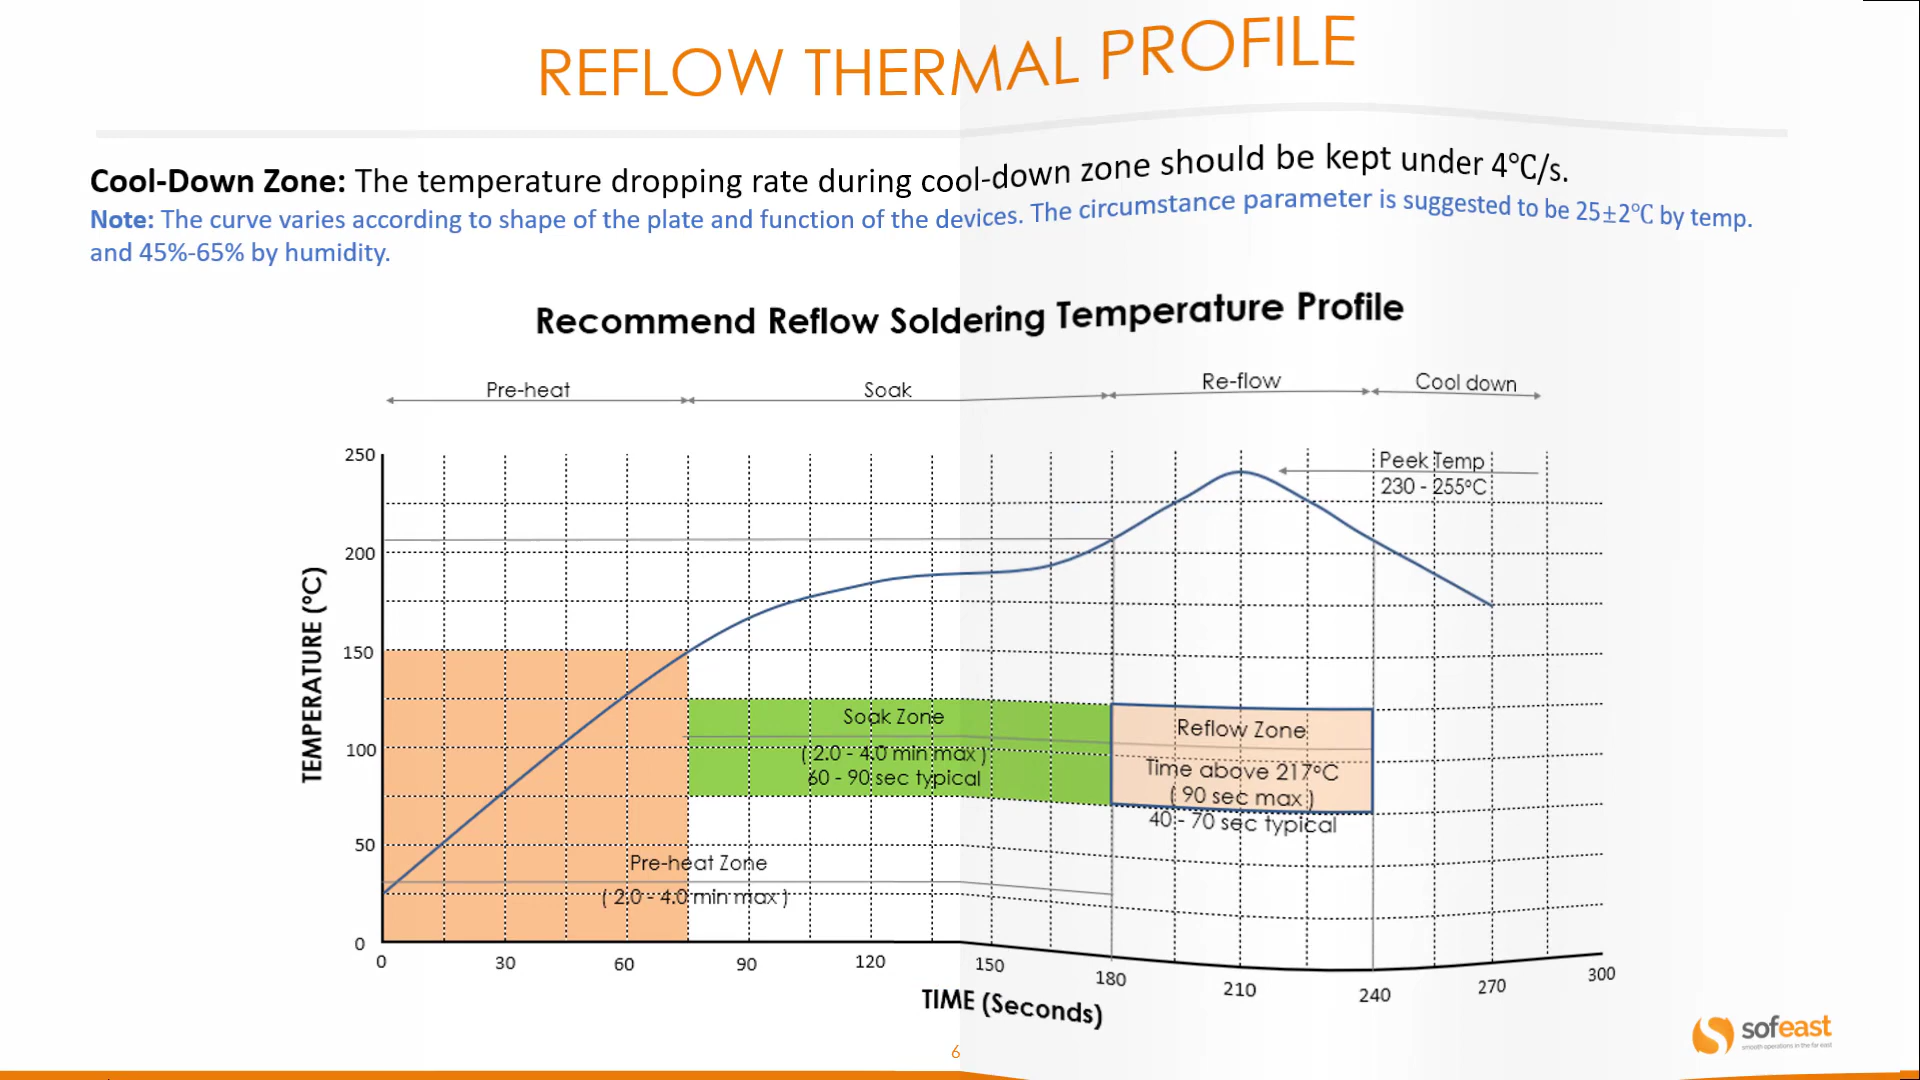 REFLOW THERMAL PROFILE
Cool-Down Zone: The temperature dropping rate during cool-down zone should be kept under 4℃/s.
Note: The curve varies according to shape of the plate and function of the devices. The circumstance parameter is suggested to be 25±2℃ by temp.
and 45%-65% by humidity.
Recommend Reflow Soldering Temperature Profile
Pre-heat
Soak
Re-flow
Cool down
Peek Temp
230 - 255°C
250
200
150
100
50
0
TEMPERATURE (°C)
Soak Zone
( 2.0 - 4.0 min max )
60 - 90 sec typical
Reflow Zone
Time above 217°C
( 90 sec max )
40 - 70 sec typical
Pre-heat Zone
( 2.0 - 4.0 min max )
0 30 60 90 120 150 180 210 240 270 300
TIME (Seconds)
6
sofeast
smooth operations in the far east